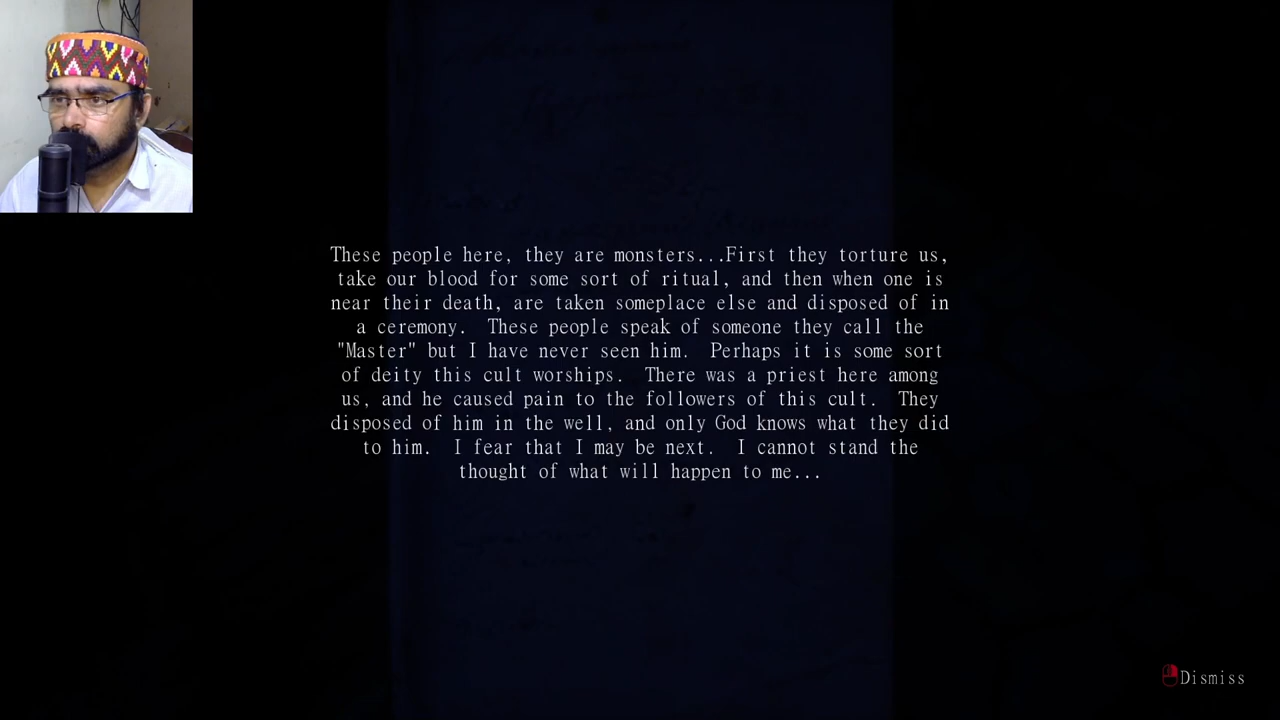 These people here, they are monsters...First they torture us,
take our blood for some sort of ritual, and then when one is
near their death, are taken someplace else and disposed of in
a ceremony.  These people speak of someone they call the
"Master" but I have never seen him.  Perhaps it is some sort
of deity this cult worships.  There was a priest here among
us, and he caused pain to the followers of this cult.  They
disposed of him in the well, and only God knows what they did
to him.  I fear that I may be next.  I cannot stand the
thought of what will happen to me...
Dismiss